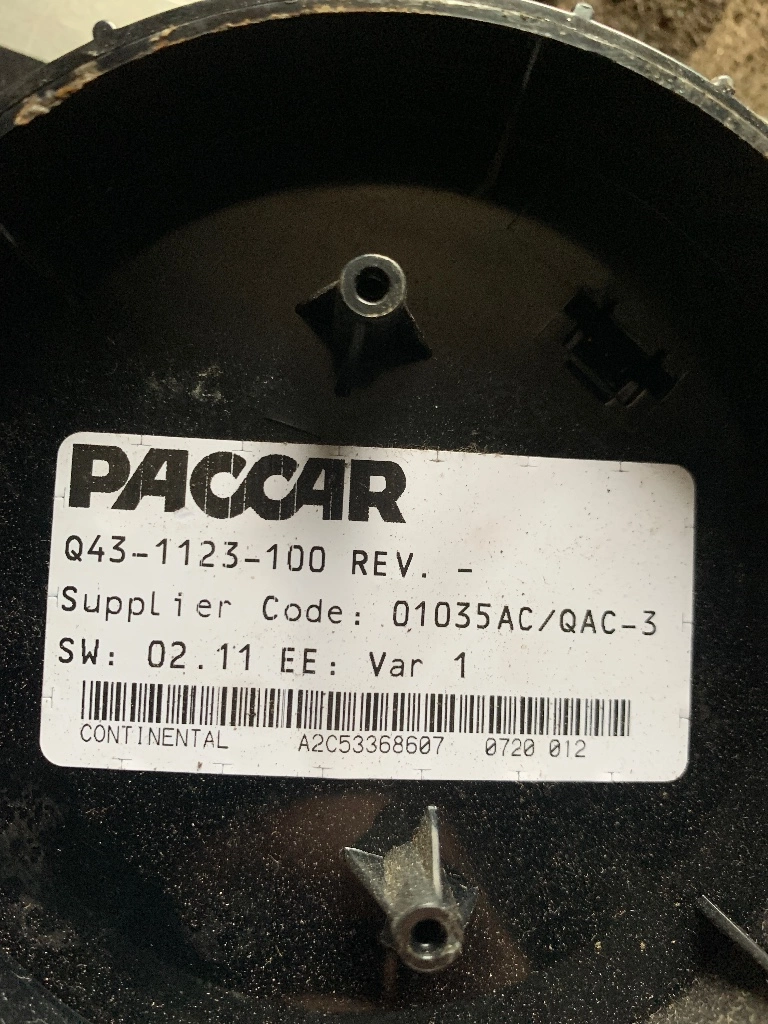 PACCAR
Q43-1123-100 REV. -
Supplier Code: 01035AC/QAC-3
SW: 02.11 EE: Var 1
CONTINENTAL A2C53368607 0720 012